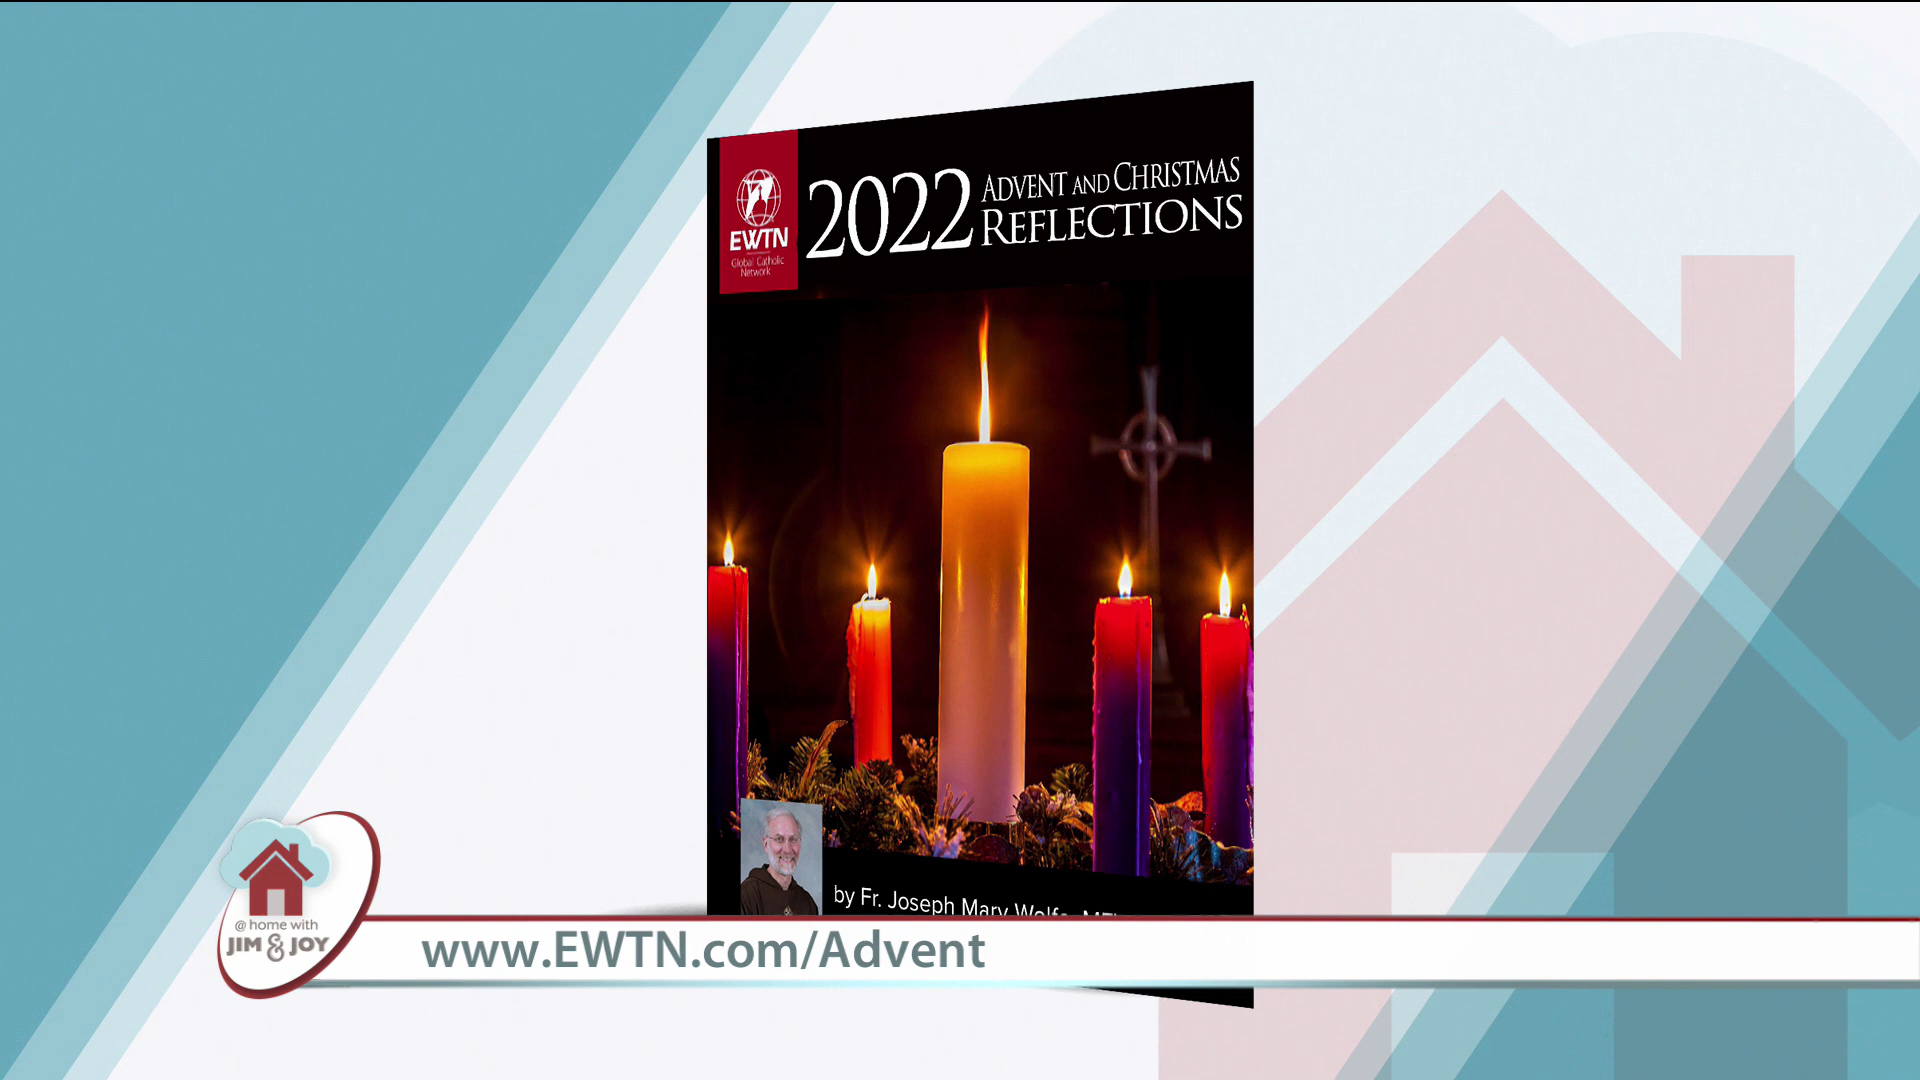 2022 ADVENT AND CHRISTMAS
REFLECTIONS
EWTN
Global Catholic
Network
by Fr. Joseph Mary
www.EWTN.com/Advent
@ home with
JIM & JOY